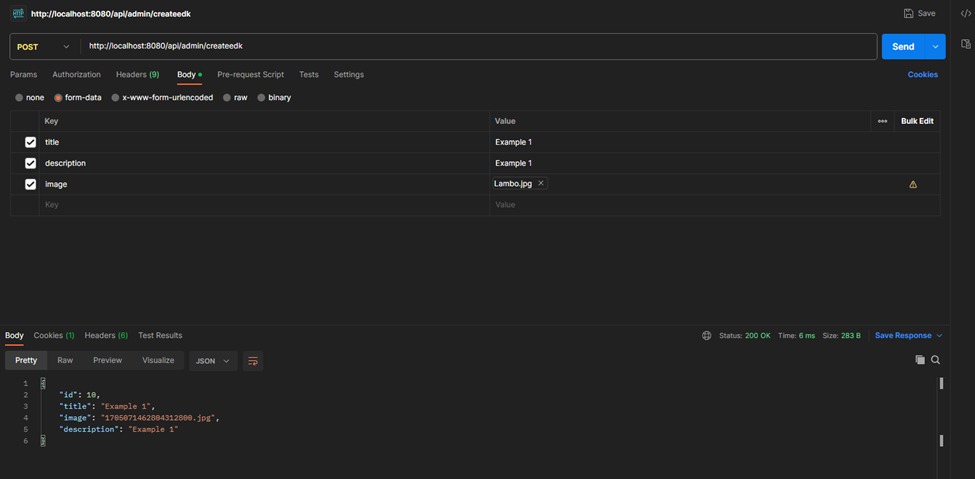 HTTP http://localhost:8080/api/admin/createedk Save
POST http://localhost:8080/api/admin/createedk Send
Params Authorization Headers (9) Body Pre-request Script Tests Settings Cookies
none form-data x-www-form-urlencoded raw binary
Key Value Bulk Edit
title Example 1
description Example 1
image Lambo.jpg
Key Value
Body Cookies (1) Headers (6) Test Results Status: 200 OK Time: 6 ms Size: 283 B Save Response
Pretty Raw Preview Visualize JSON
1 {
2 "id": 10,
3 "title": "Example 1",
4 "image": "1705071462804312800.jpg",
5 "description": "Example 1"
6 }